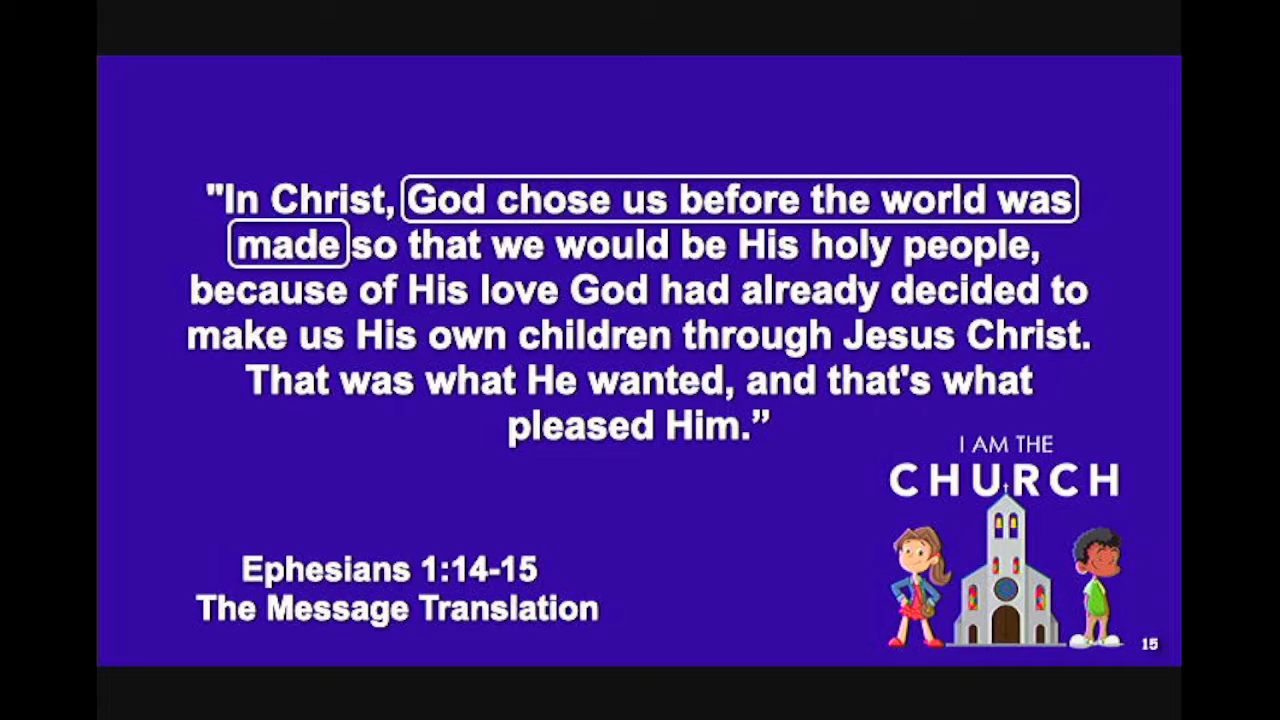 "In Christ, God chose us before the world was
made so that we would be His holy people,
because of His love God had already decided to
make us His own children through Jesus Christ.
That was what He wanted, and that's what
pleased Him.”
I AM THE
CHURCH
Ephesians 1:14-15
The Message Translation
15